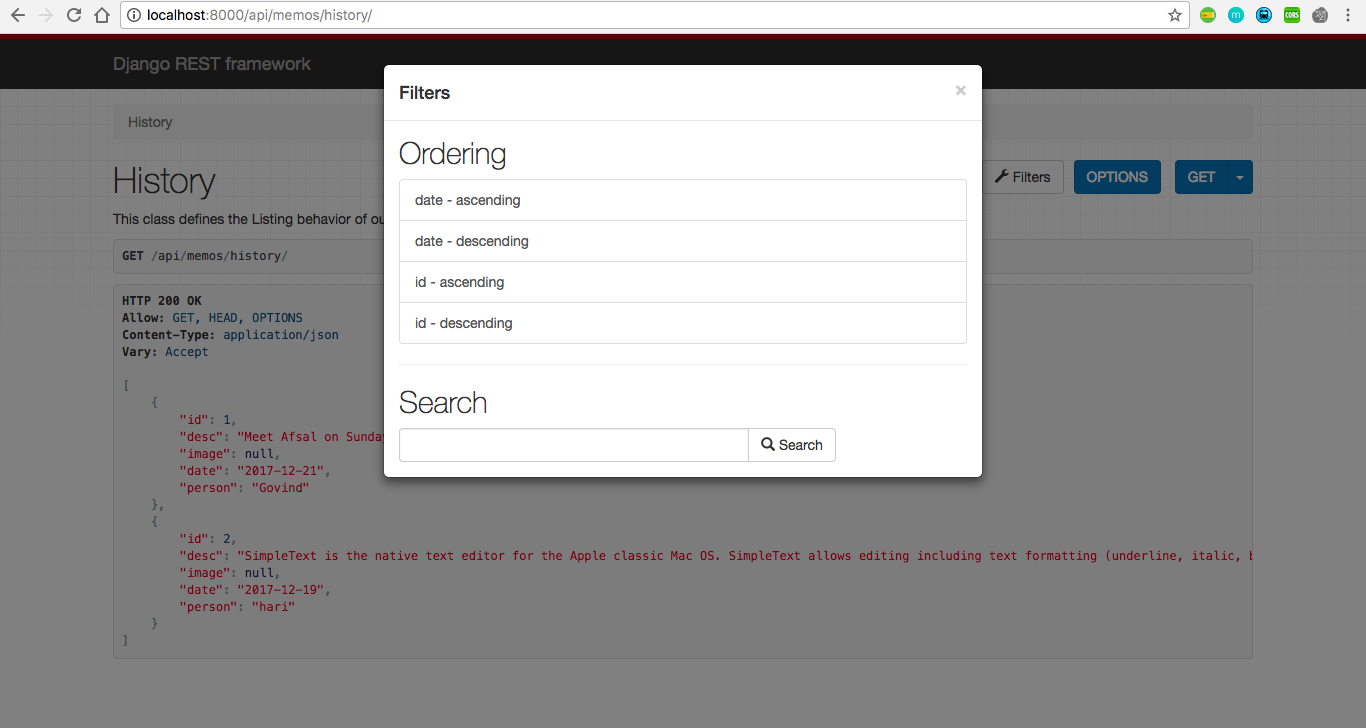 localhost:8000/api/memos/history/
m
CORS
Django REST framework
Filters
×
History
Ordering
History
Filters
OPTIONS
GET
date - ascending
This class defines the Listing behavior of ou
date - descending
GET /api/memos/history/
id - ascending
HTTP 200 OK
Allow: GET, HEAD, OPTIONS
id - descending
Content-Type: application/json
Vary: Accept
[
{
Search
"id": 1,
"desc": "Meet Afsal on Sunday
Search
"image": null,
"date": "2017-12-21",
"person": "Govind"
},
{
"id": 2,
"desc": "SimpleText is the native text editor for the Apple classic Mac OS. SimpleText allows editing including text formatting (underline, italic, b
"image": null,
"date": "2017-12-19",
"person": "hari"
}
]